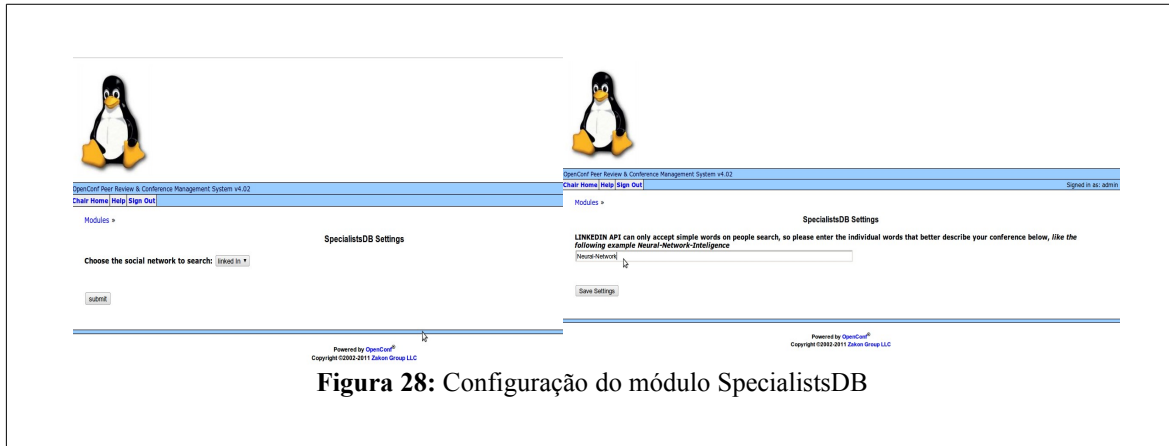 OpenConf Peer Review & Conference Management System v4.02
Chair Home Help Sign Out
Modules »
SpecialistsDB Settings
Choose the social network to search: linked in
submit
Powered by OpenConf®
Copyright ©2002-2011 Zakon Group LLC
OpenConf Peer Review & Conference Management System v4.02
Chair Home Help Sign Out Signed in as: admin
Modules »
SpecialistsDB Settings
LINKEDIN API can only accept simple words on people search, so please enter the individual words that better describe your conference below, like the
following example Neural-Network-Inteligence
Neural-Network
Save Settings
Powered by OpenConf®
Copyright ©2002-2011 Zakon Group LLC
Figura 28: Configuração do módulo SpecialistsDB